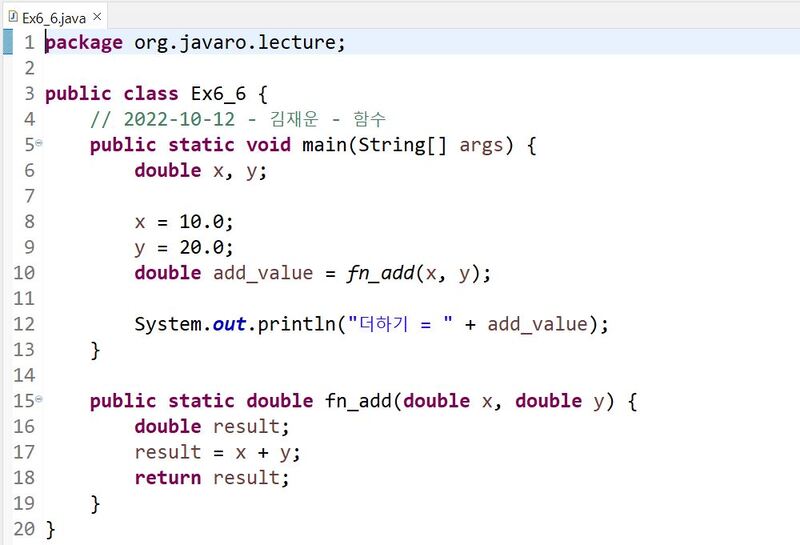 Ex6_6.java
1 package org.javaro.lecture;
2
3 public class Ex6_6 {
4     // 2022-10-12 - 김재운 - 함수
5     public static void main(String[] args) {
6         double x, y;
7
8         x = 10.0;
9         y = 20.0;
10         double add_value = fn_add(x, y);
11
12         System.out.println("더하기 = " + add_value);
13     }
14
15     public static double fn_add(double x, double y) {
16         double result;
17         result = x + y;
18         return result;
19     }
20 }